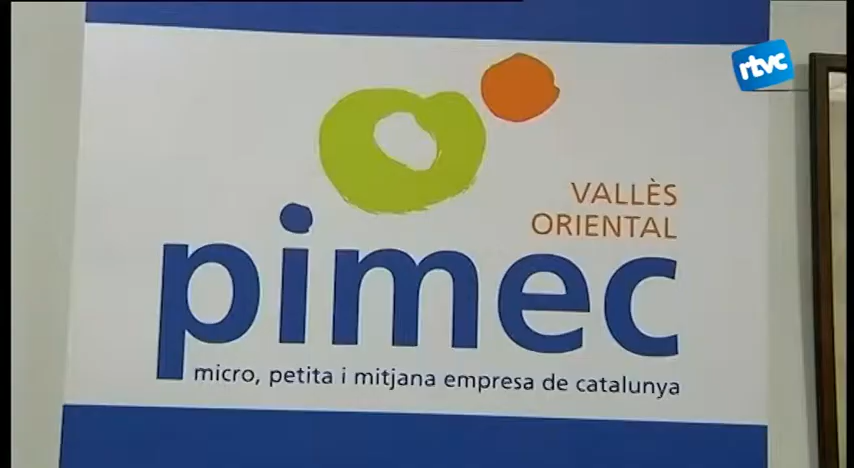 rtvc
VALLÈS
ORIENTAL
pimec
micro, petita i mitjana empresa de catalunya